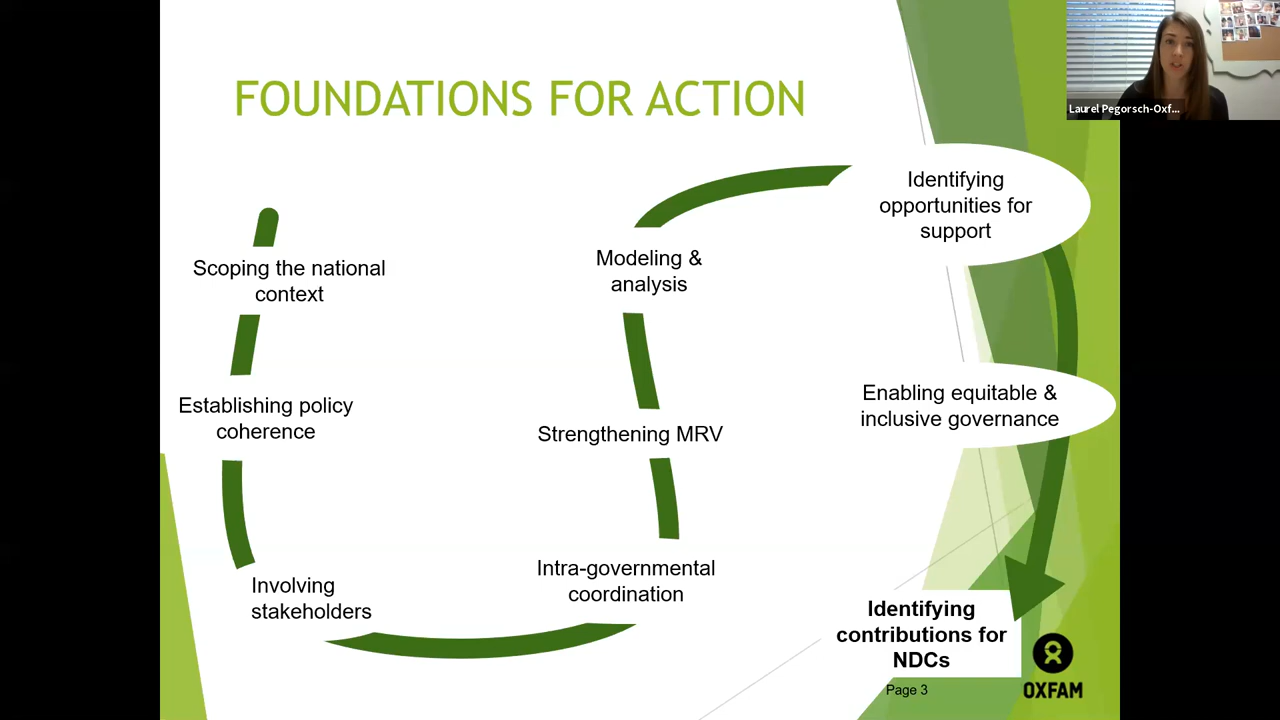 FOUNDATIONS FOR ACTION
Laurel Pegorsch-Oxf...
Scoping the national
context
Establishing policy
coherence
Involving
stakeholders
Intra-governmental
coordination
Strengthening MRV
Modeling &
analysis
Identifying
opportunities for
support
Enabling equitable &
inclusive governance
Identifying
contributions for
NDCs
Page 3
OXFAM